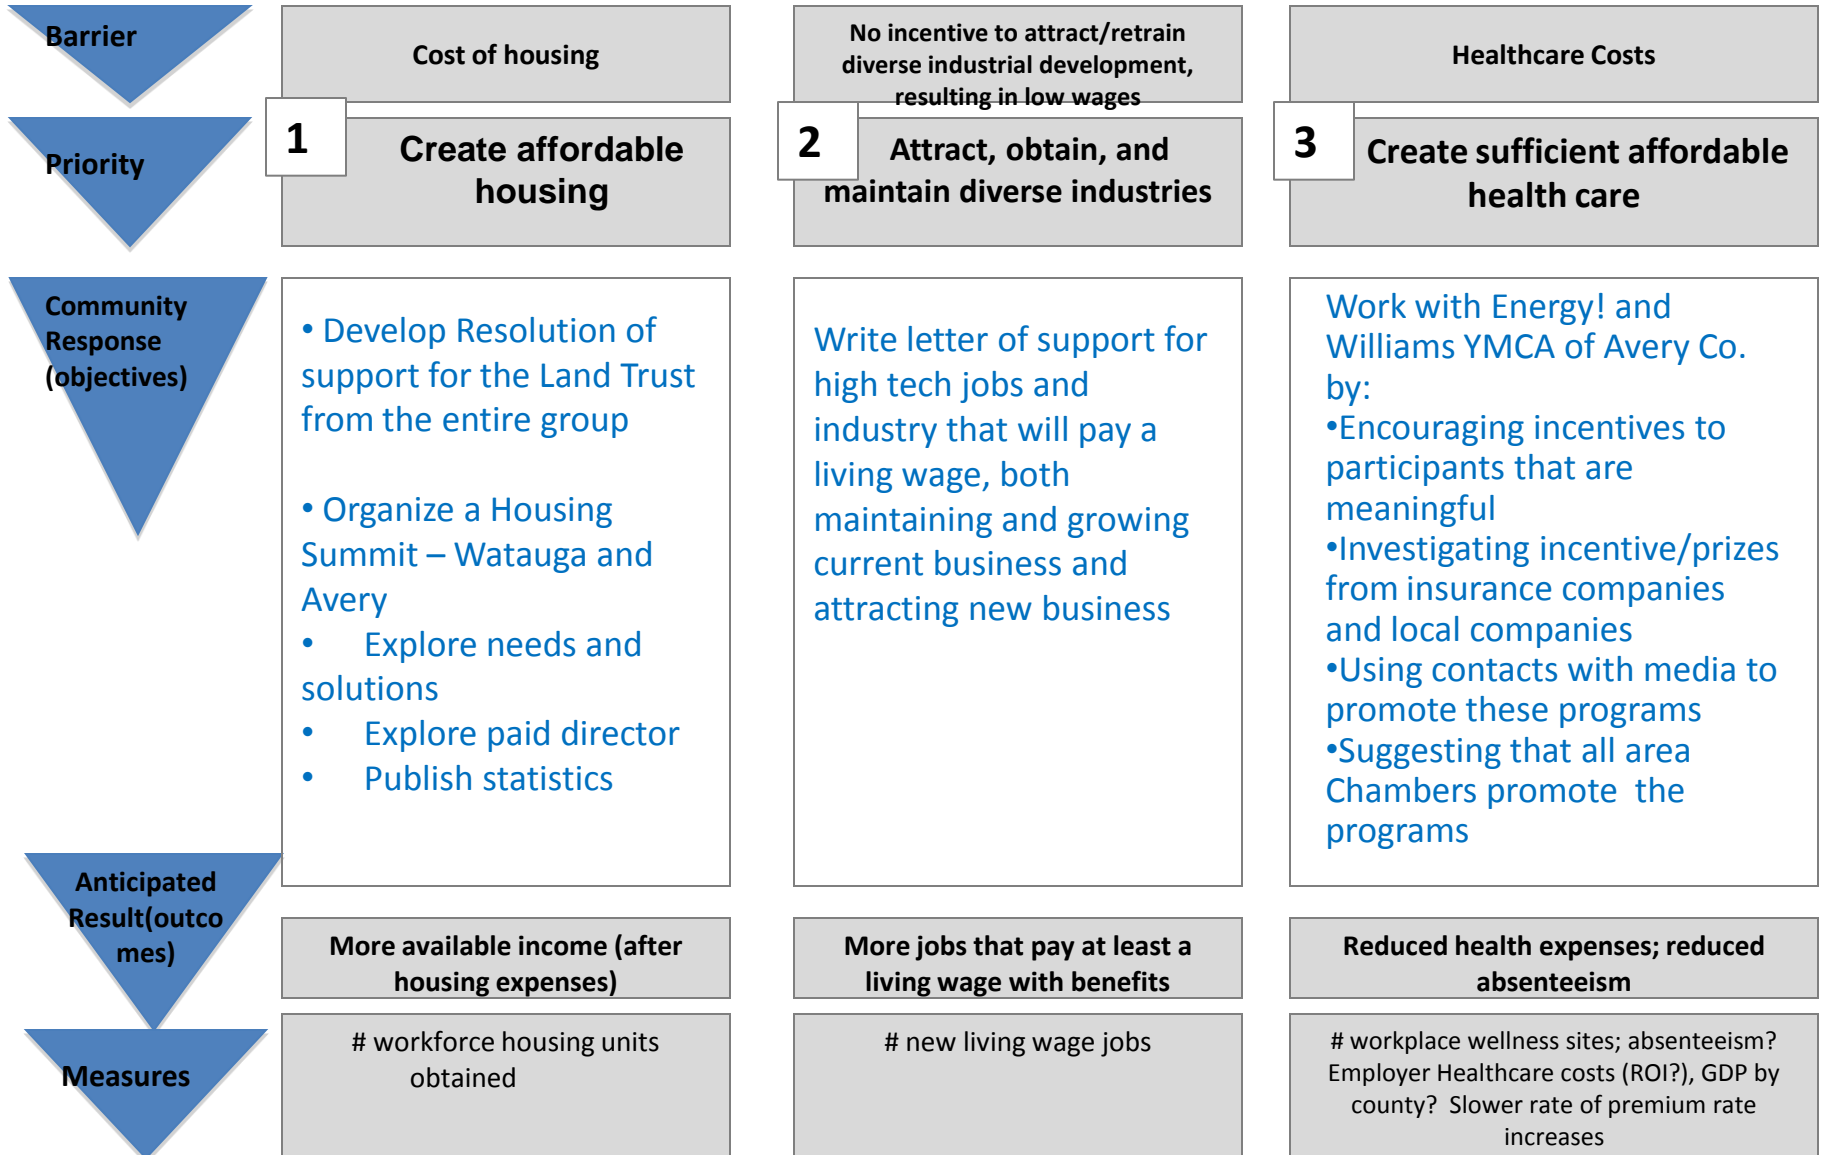 Barrier
Cost of housing
No incentive to attract/retrain
diverse industrial development,
resulting in low wages
Healthcare Costs
Priority
1
Create affordable
housing
2
Attract, obtain, and
maintain diverse industries
3
Create sufficient affordable
health care
Community
Response
(objectives)
• Develop Resolution of
support for the Land Trust
from the entire group
• Organize a Housing
Summit – Watauga and
Avery
• Explore needs and
solutions
• Explore paid director
• Publish statistics
Write letter of support for
high tech jobs and
industry that will pay a
living wage, both
maintaining and growing
current business and
attracting new business
Work with Energy! and
Williams YMCA of Avery Co.
by:
•Encouraging incentives to
participants that are
meaningful
•Investigating incentive/prizes
from insurance companies
and local companies
•Using contacts with media to
promote these programs
•Suggesting that all area
Chambers promote the
programs
Anticipated
Result(outco
mes)
More available income (after
housing expenses)
More jobs that pay at least a
living wage with benefits
Reduced health expenses; reduced
absenteeism
Measures
# workforce housing units
obtained
# new living wage jobs
# workplace wellness sites; absenteeism?
Employer Healthcare costs (ROI?), GDP by
county? Slower rate of premium rate
increases